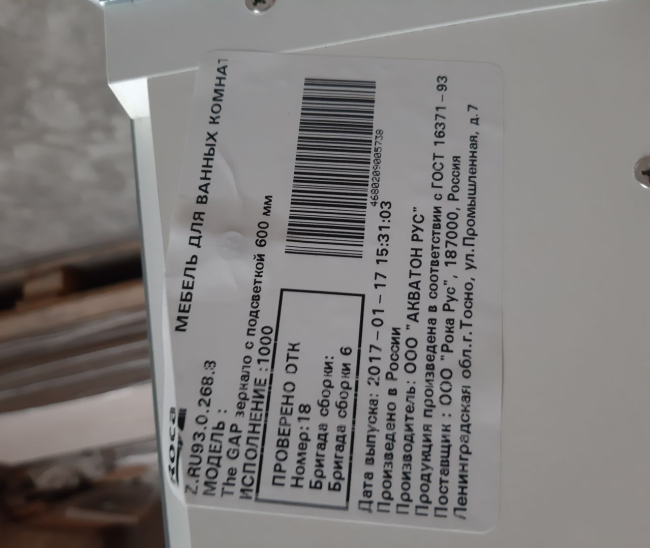 Roca
МЕБЕЛЬ ДЛЯ ВАННЫХ КОМНАТ
Z.RU93.0.268.8
МОДЕЛЬ :
The GAP зеркало с подсветкой 600 мм
ИСПОЛНЕНИЕ :1000
ПРОВЕРЕНО ОТК
Номер:18
Бригада сборки:
Бригада сборки 6
4680209005738
Дата выпуска: 2017-01-17 15:31:03
Произведено в России
Производитель: ООО "АКВАТОН РУС"
Продукция произведена в соответствии с ГОСТ 16371-93
Поставщик : ООО "Рока Рус", 187000, Россия
Ленинградская обл.г.Тосно, ул.Промышленная, д.7